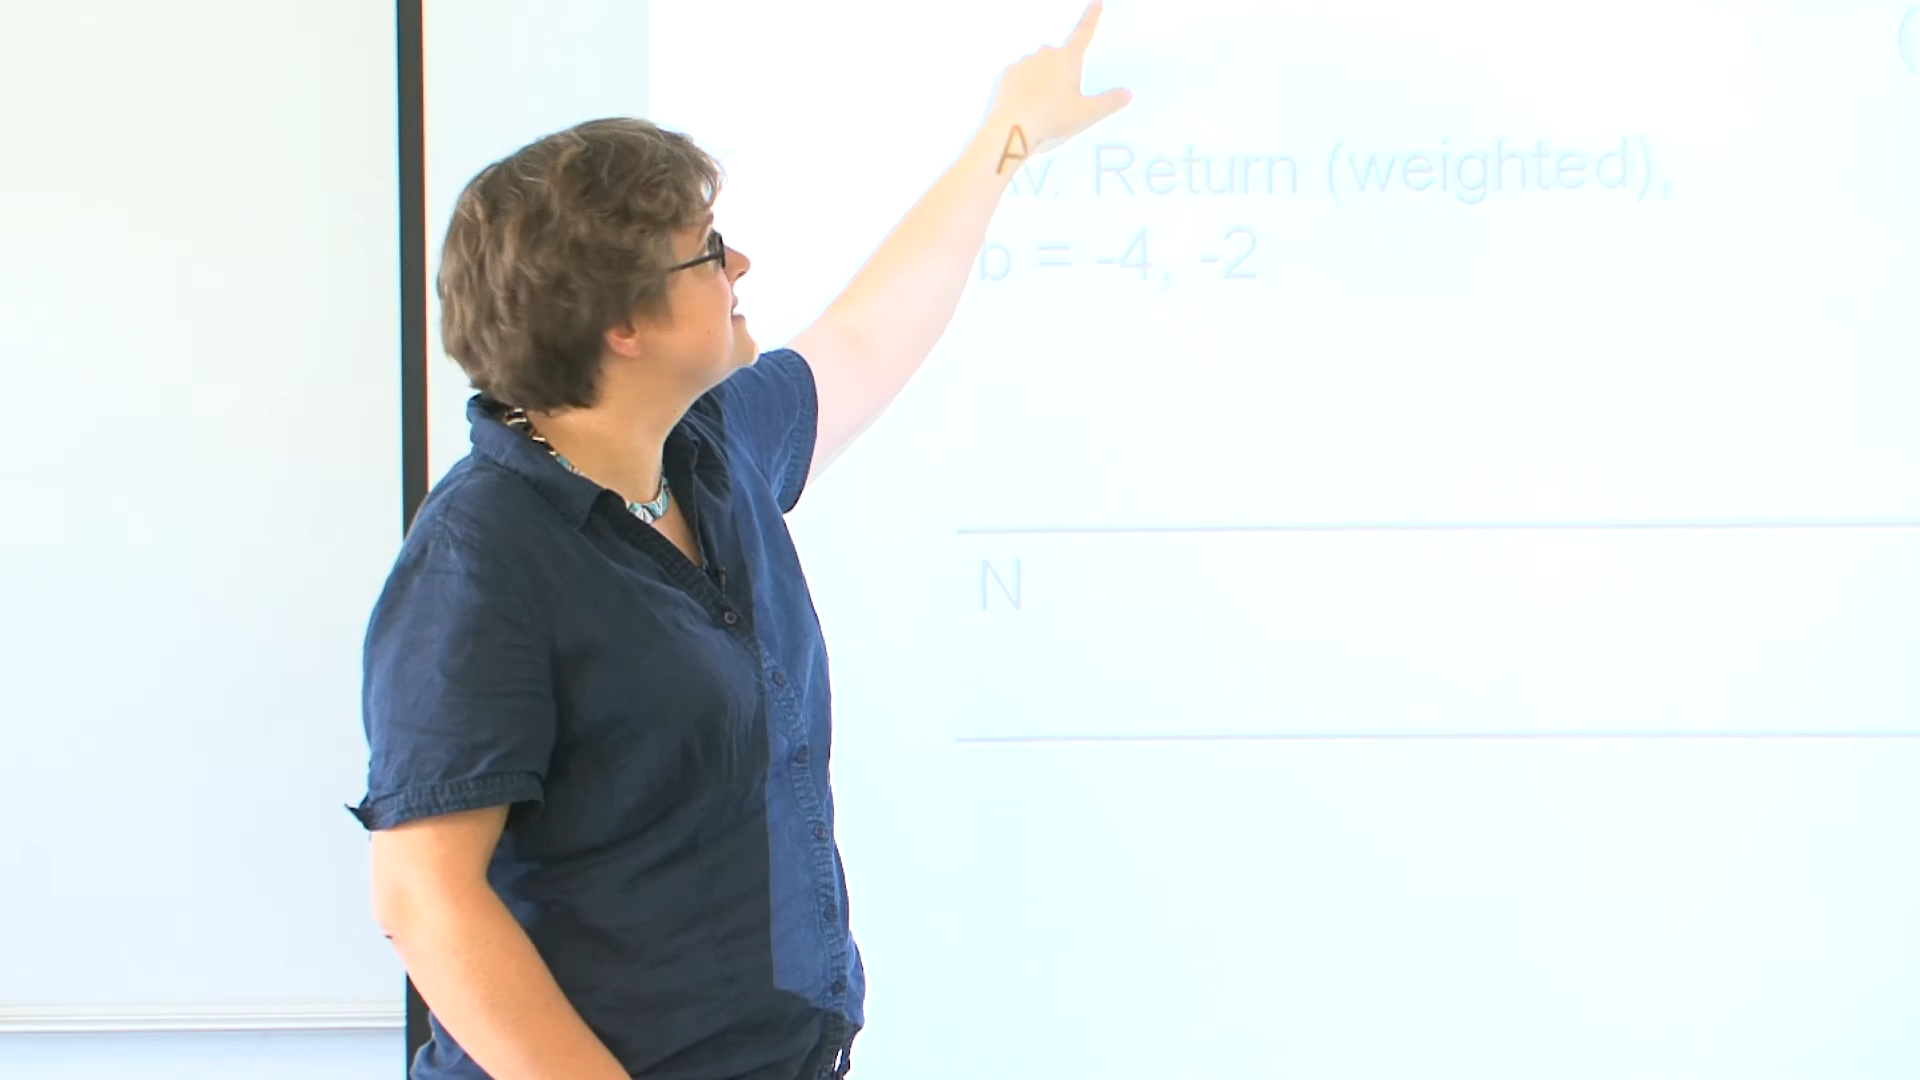 Av. Return (weighted),
b = -4, -2
N